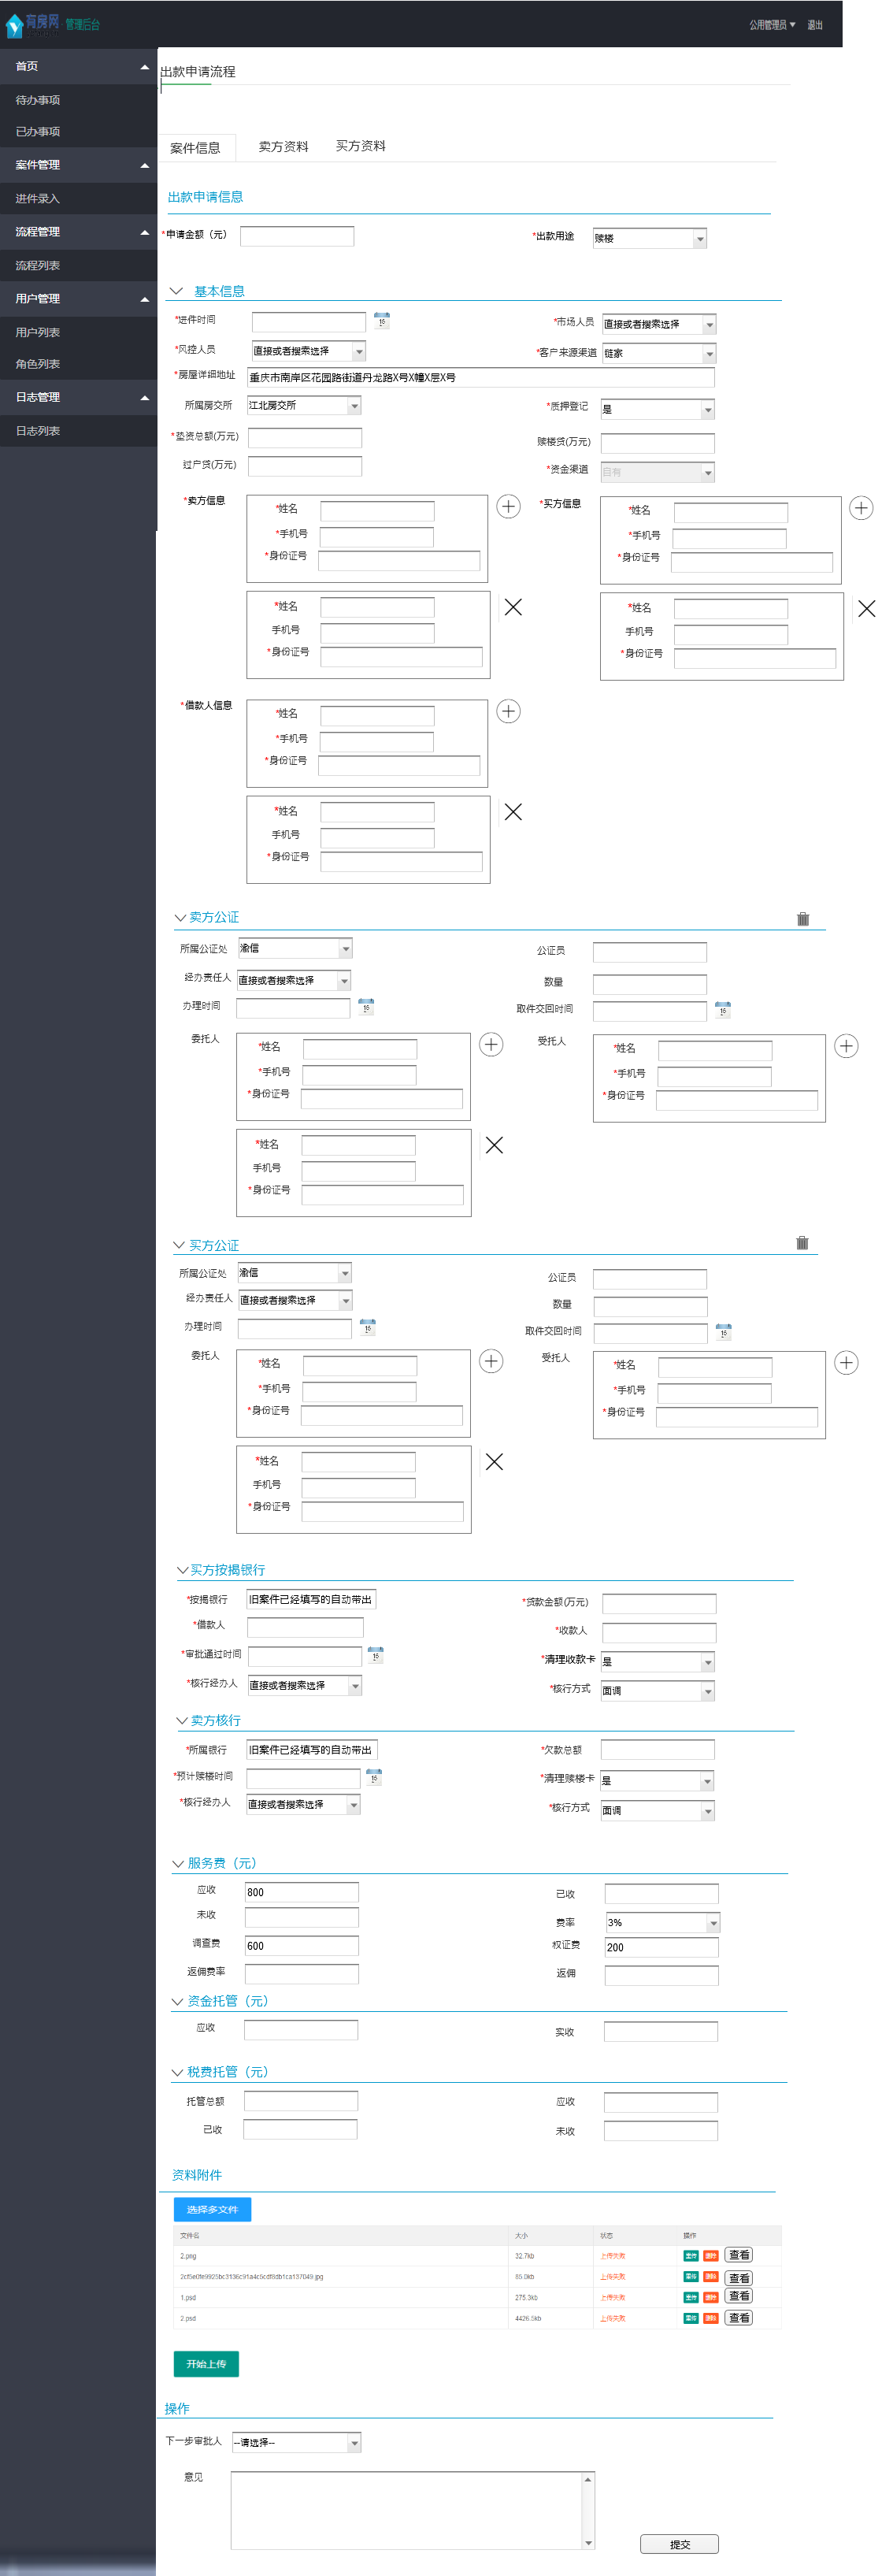 育房网 管理后台
公用管理员 退出
首页
待办事项
已办事项
案件管理
进件录入
流程管理
流程列表
用户管理
用户列表
角色列表
日志管理
日志列表
出款申请流程
案件信息 卖方资料 买方资料
出款申请信息
*申请金额（元） *出款用途 赎楼
基本信息
*进件时间 *市场人员 直接或者搜索选择
*风控人员 直接或者搜索选择 *客户来源渠道 链家
*房屋详细地址 重庆市南岸区花园路街道丹龙路X号X幢X层X号
所属房交所 江北房交所 *质押登记 是
*垫资总额(万元) 赎楼贷(万元)
过户贷(万元) *资金渠道 自有
*卖方信息 *姓名 *买方信息 *姓名
*手机号 *手机号
*身份证号 *身份证号
*姓名 *姓名
手机号 手机号
*身份证号 *身份证号
*借款人信息 *姓名
*手机号
*身份证号
*姓名
手机号
*身份证号
卖方公证
所属公证处 渝信 公证员
经办责任人 直接或者搜索选择 数量
办理时间 取件交回时间
委托人 *姓名 受托人 *姓名
*手机号 *手机号
*身份证号 *身份证号
*姓名
手机号
*身份证号
买方公证
所属公证处 渝信 公证员
经办责任人 直接或者搜索选择 数量
办理时间 取件交回时间
委托人 *姓名 受托人 *姓名
*手机号 *手机号
*身份证号 *身份证号
*姓名
手机号
*身份证号
买方按揭银行
*按揭银行 旧案件已经填写的自动带出 *贷款金额(万元)
*借款人 *收款人
*审批通过时间 *清理收款卡 是
*核行经办人 直接或者搜索选择 *核行方式 面调
卖方核行
*所属银行 旧案件已经填写的自动带出 *欠款总额
*预计赎楼时间 *清理赎楼卡 是
*核行经办人 直接或者搜索选择 *核行方式 面调
服务费（元）
应收 800 已收
未收 费率 3%
调查费 600 权证费 200
返佣费率 返佣
资金托管（元）
应收 实收
税费托管（元）
托管总额 应收
已收 未收
资料附件
选择多文件
文件名 大小 状态 操作
2.png 32.7kb 上传失败 重传 删除 查看
上传失败 重传 删除 查看
1.psd 275.3kb 上传失败 重传 删除 查看
2.psd 4426.5kb 上传失败 重传 删除 查看
开始上传
操作
下一步审批人 --请选择--
意见
提交